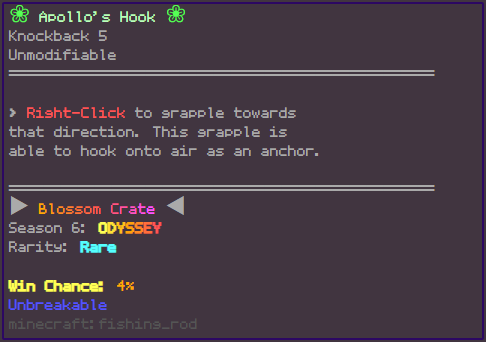 ❀ Apollo's Hook ❀
Knockback 5
Unmodifiable
> Right-Click to grapple towards
that direction. This grapple is
able to hook onto air as an anchor.
▶ Blossom Crate ◀
Season 6: ODYSSEY
Rarity: Rare
Win Chance: 4%
Unbreakable
minecraft:fishing_rod